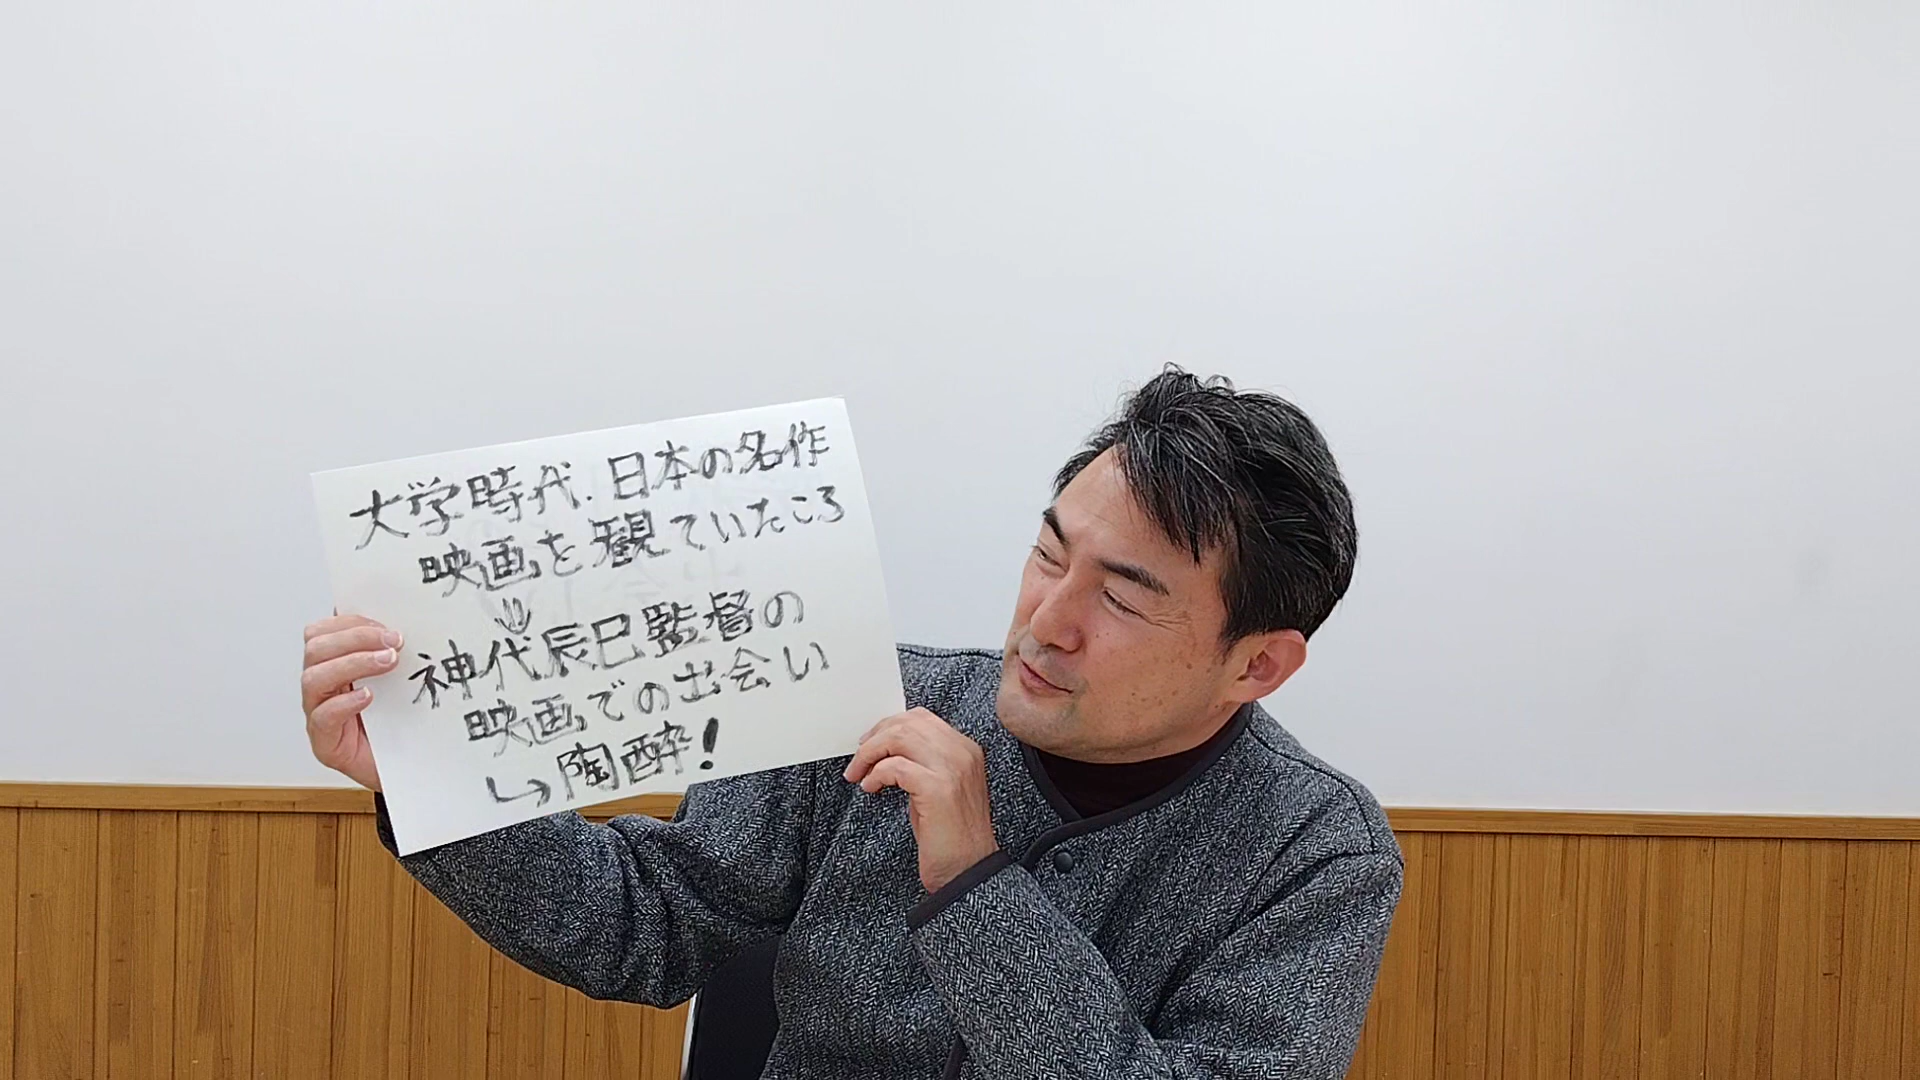 大学時代、日本の名作
映画を観ていたころ
⇓
神代辰巳監督の
映画での出会い
↳陶酔!